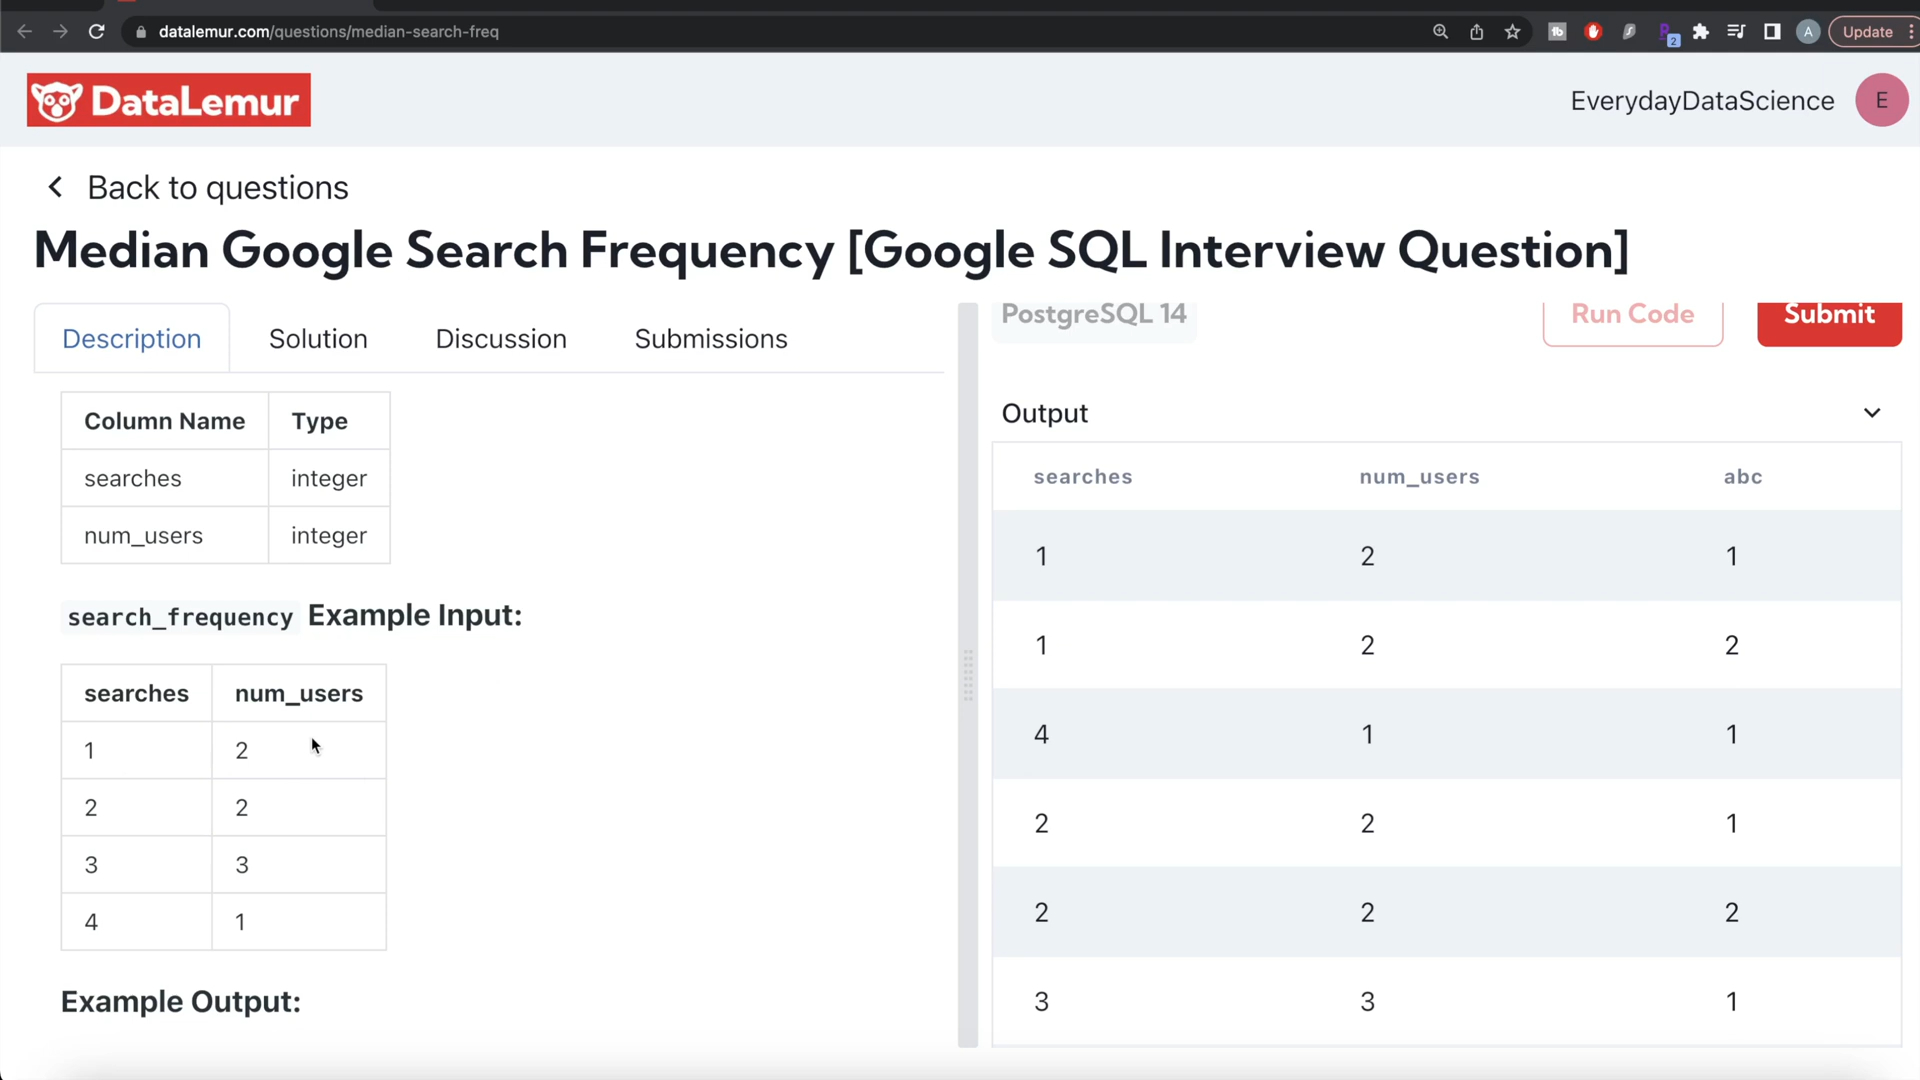 datalemur.com/questions/median-search-freq
2
A
Update
DataLemur
EverydayDataScience
E
Back to questions
Median Google Search Frequency [Google SQL Interview Question]
Description
Solution
Discussion
Submissions
Column Name Type
searches integer
num_users integer
search_frequency Example Input:
searches num_users
1 2
2 2
3 3
4 1
Example Output:
PostgreSQL 14
Run Code
Submit
Output
searches num_users abc
1 2 1
1 2 2
4 1 1
2 2 1
2 2 2
3 3 1